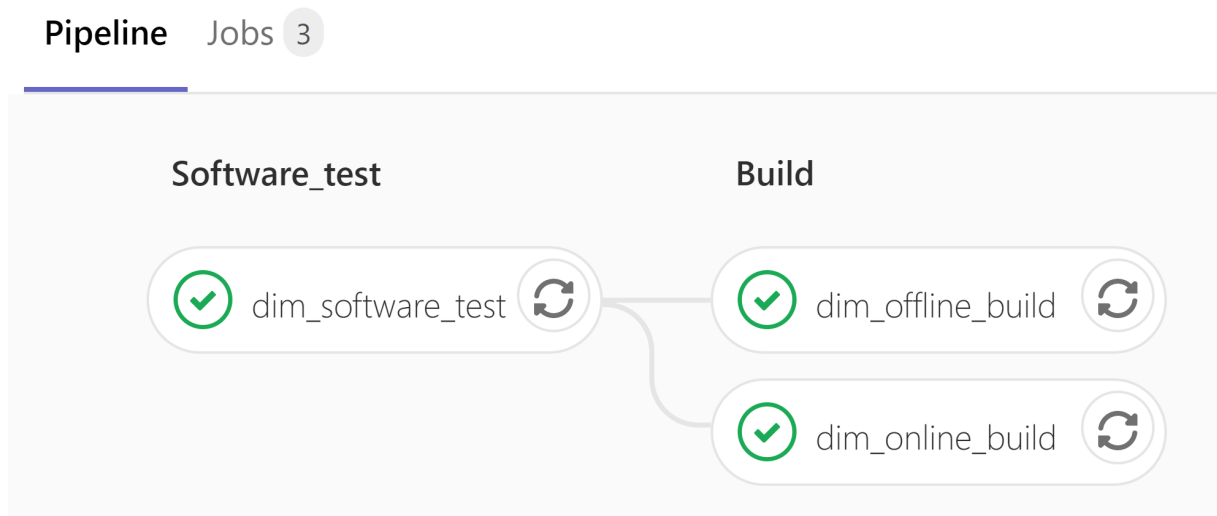 Pipeline Jobs 3
Software_test Build
dim_software_test dim_offline_build
dim_online_build